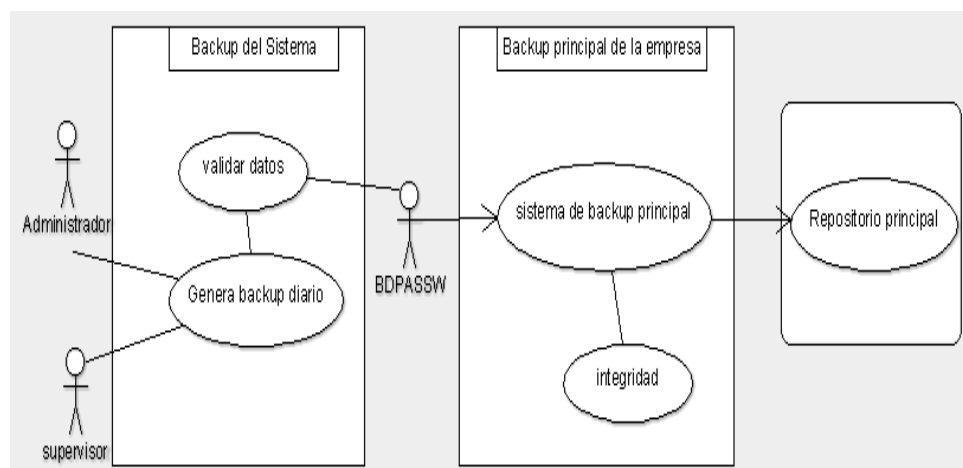 Backup del Sistema
Backup principal de la empresa
validar datos
Administrador
Genera backup diario
supervisor
BDPASSW
sistema de backup principal
integridad
Repositorio principal